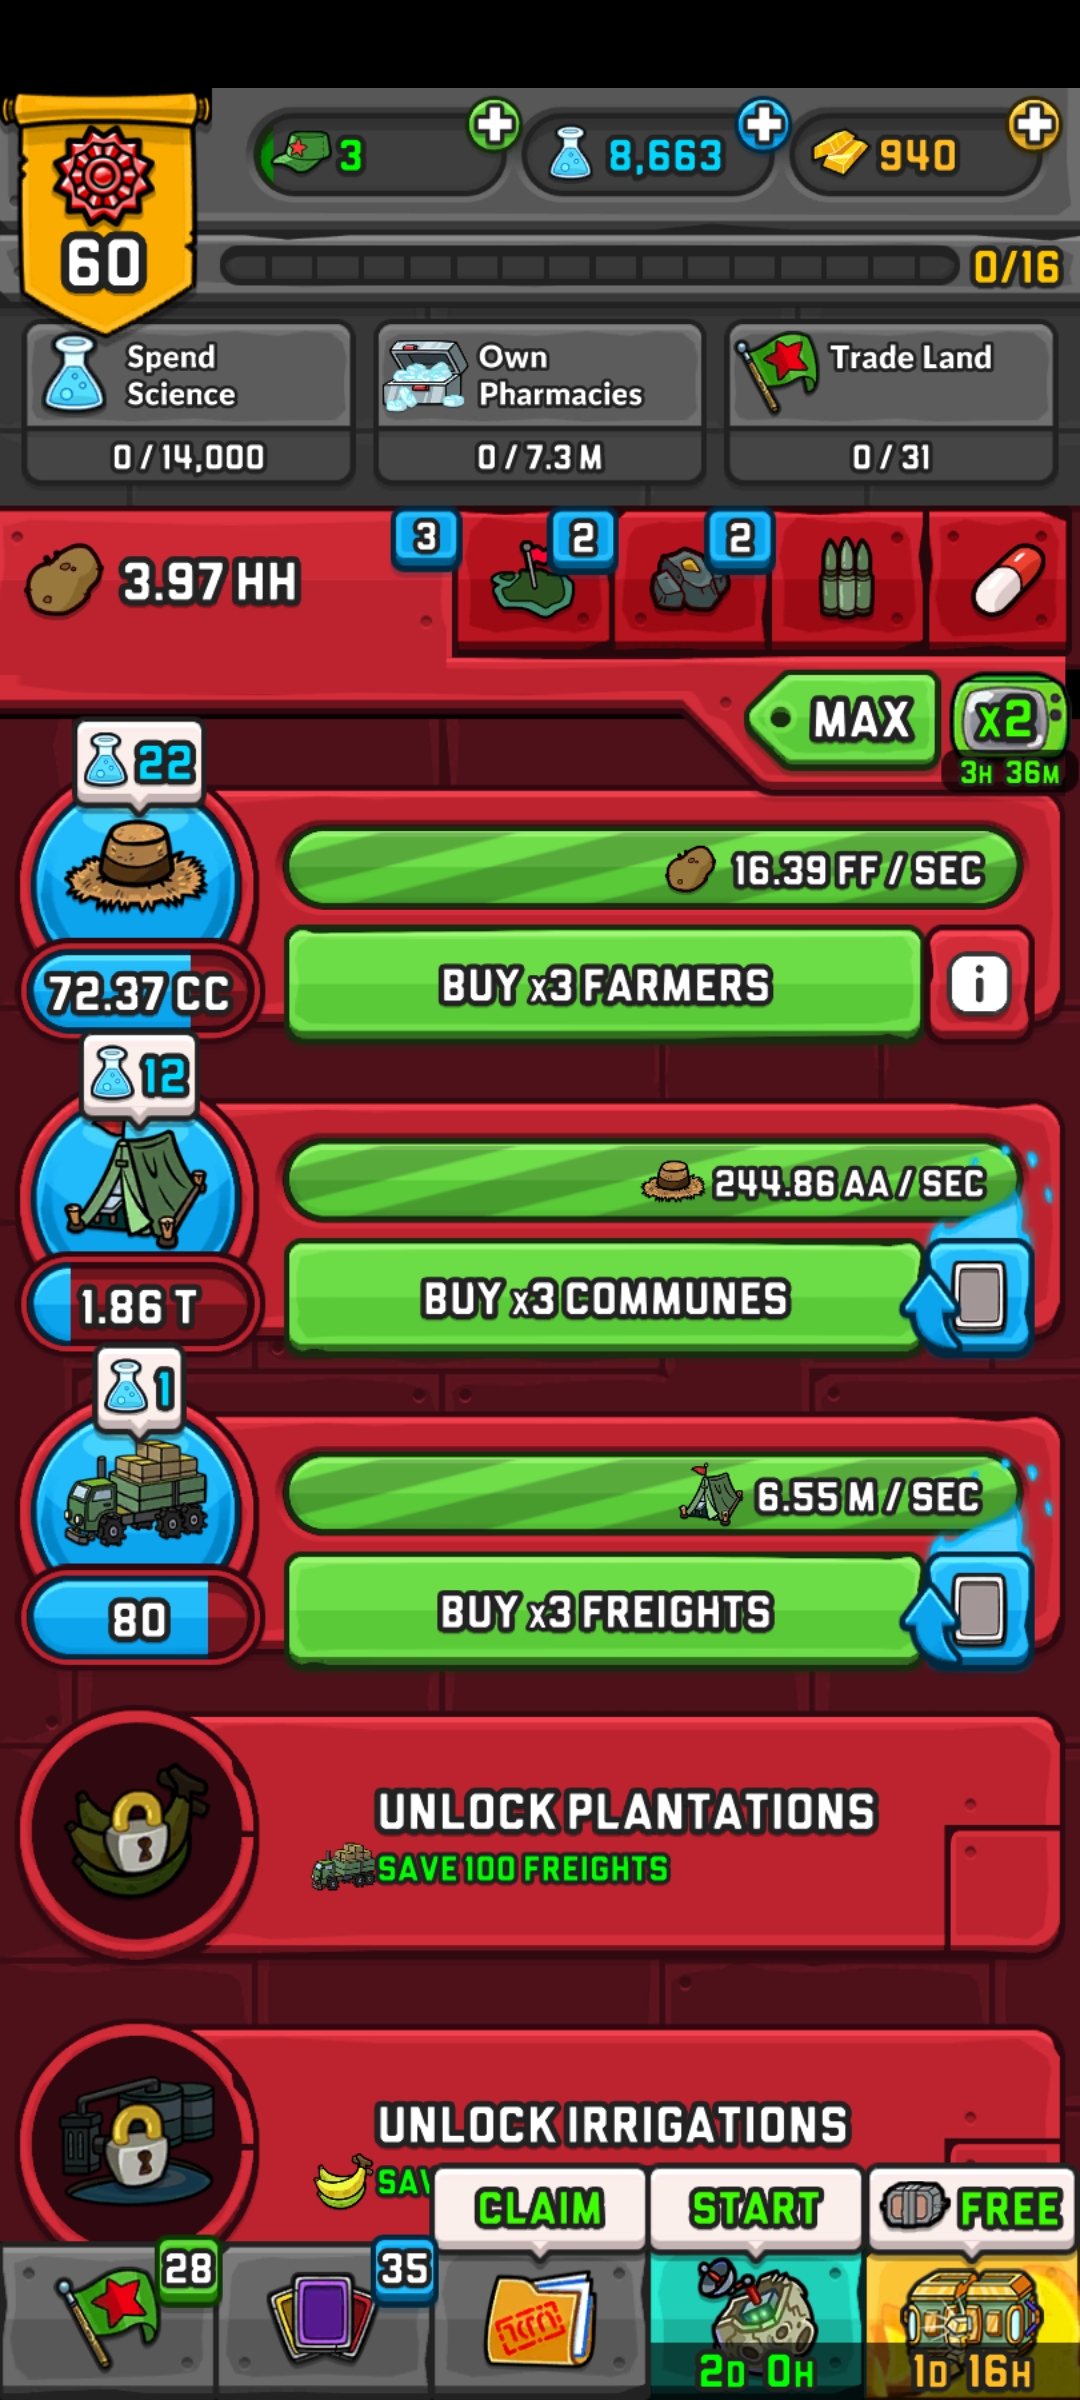 60
3
8,663
940
0/16
Spend
Science
0/14,000
Own
Pharmacies
0/7.3 M
Trade Land
0/31
3.97 HH
3
2
2
MAX
x2
3H 36M
22
16.39 FF/SEC
72.37 CC
BUY x3 FARMERS
i
12
244.86 AA/SEC
1.86 T
BUY x3 COMMUNES
1
6.55 M/SEC
80
BUY x3 FREIGHTS
UNLOCK PLANTATIONS
SAVE 100 FREIGHTS
UNLOCK IRRIGATIONS
CLAIM
START
FREE
28
35
2D 0H
1D 16H